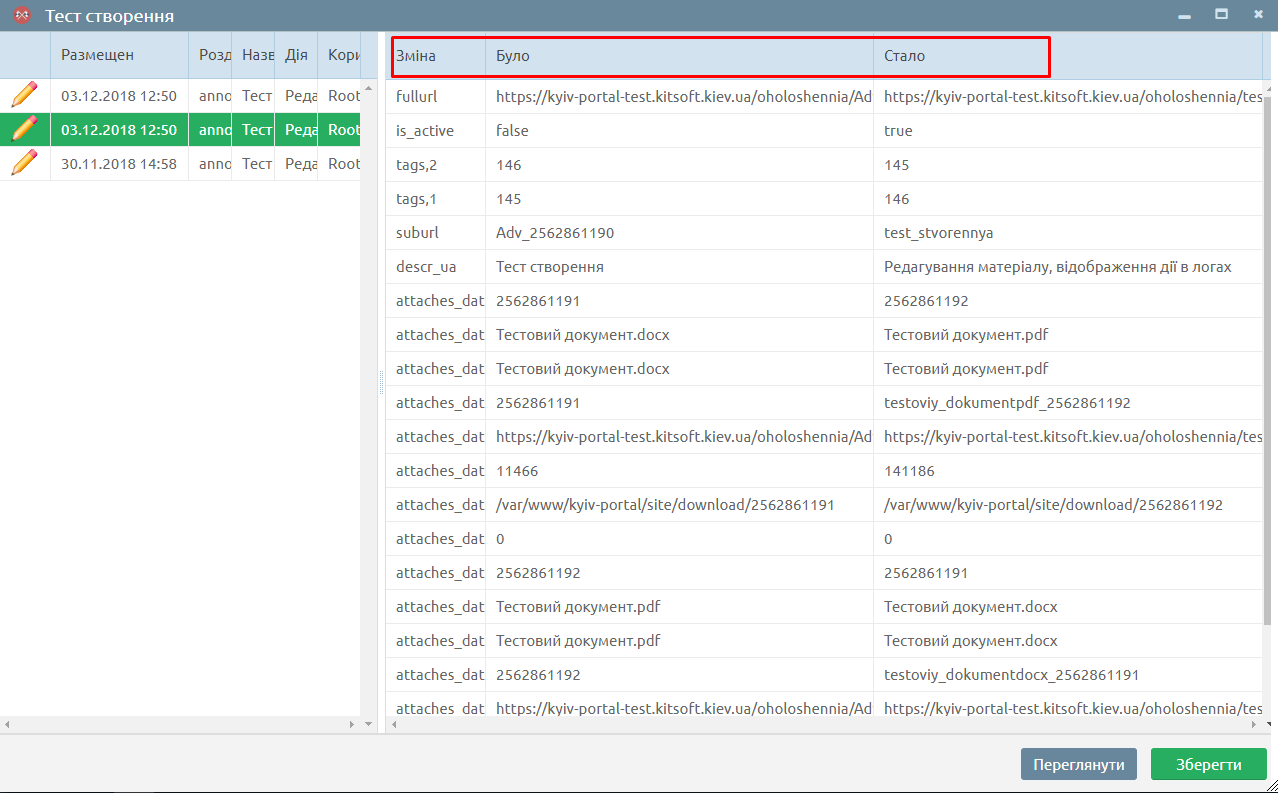 Тест створення
Размещен Розд Назв Дія Кори
03.12.2018 12:50 anno Тест Реда Root
03.12.2018 12:50 anno Тест Реда Root
30.11.2018 14:58 anno Тест Реда Root
Зміна Було Стало
fullurl https://kyiv-portal-test.kitsoft.kiev.ua/oholoshennia/Ad https://kyiv-portal-test.kitsoft.kiev.ua/oholoshennia/tes
is_active false true
tags,2 146 145
tags,1 145 146
suburl Adv_2562861190 test_stvorennya
descr_ua Тест створення Редагування матеріалу, відображення дії в логах
attaches_dat 2562861191 2562861192
attaches_dat Тестовий документ.docx Тестовий документ.pdf
attaches_dat Тестовий документ.docx Тестовий документ.pdf
attaches_dat 2562861191 testoviy_dokumentpdf_2562861192
attaches_dat https://kyiv-portal-test.kitsoft.kiev.ua/oholoshennia/Ad https://kyiv-portal-test.kitsoft.kiev.ua/oholoshennia/tes
attaches_dat 11466 141186
attaches_dat /var/www/kyiv-portal/site/download/2562861191 /var/www/kyiv-portal/site/download/2562861192
attaches_dat 0 0
attaches_dat 2562861192 2562861191
attaches_dat Тестовий документ.pdf Тестовий документ.docx
attaches_dat Тестовий документ.pdf Тестовий документ.docx
attaches_dat 2562861192 testoviy_dokumentdocx_2562861191
attaches_dat https://kyiv-portal-test.kitsoft.kiev.ua/oholoshennia/Ad https://kyiv-portal-test.kitsoft.kiev.ua/oholoshennia/tes
Переглянути Зберегти